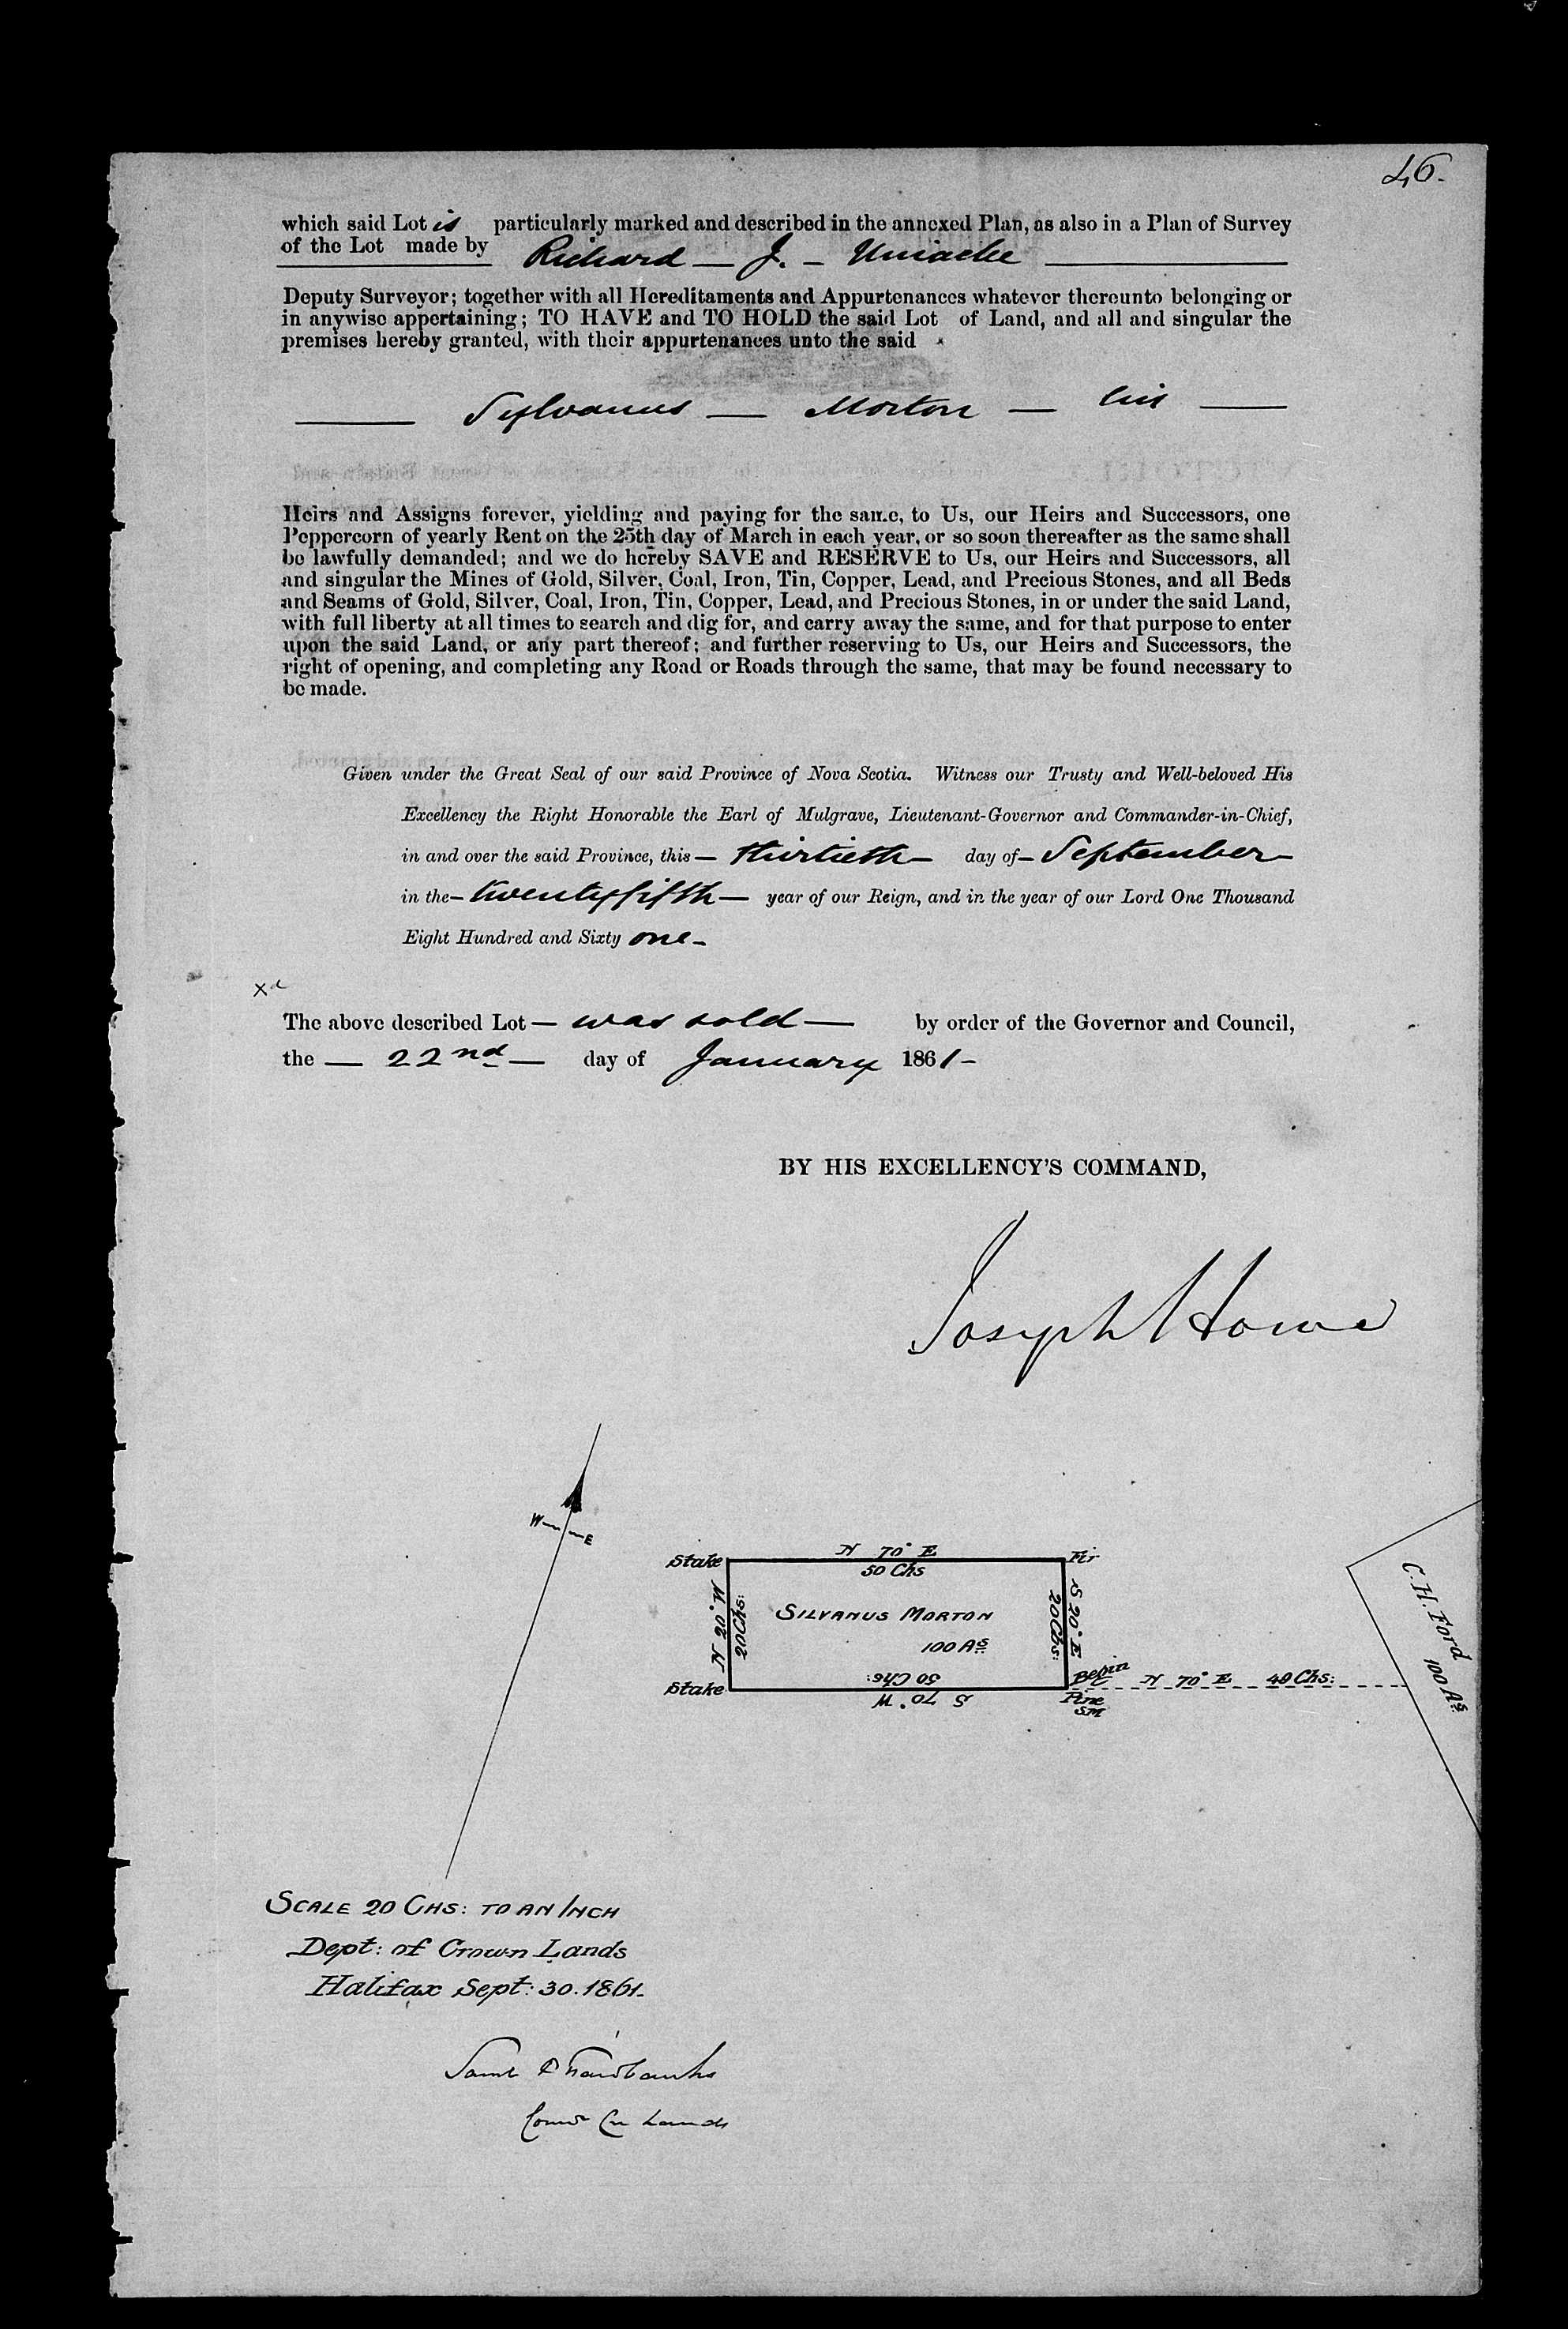 46.
which said Lot is particularly marked and described in the annexed Plan, as also in a Plan of Survey
of the Lot made by Richard — J. — Uniacke
Deputy Surveyor; together with all Hereditaments and Appurtenances whatever thereunto belonging or
in anywise appertaining; TO HAVE and TO HOLD the said Lot of Land, and all and singular the
premises hereby granted, with their appurtenances unto the said
Sylvanus — Morton — his
Heirs and Assigns forever, yielding and paying for the same, to Us, our Heirs and Successors, one
Peppercorn of yearly Rent on the 25th day of March in each year, or so soon thereafter as the same shall
be lawfully demanded; and we do hereby SAVE and RESERVE to Us, our Heirs and Successors, all
and singular the Mines of Gold, Silver, Coal, Iron, Tin, Copper, Lead, and Precious Stones, and all Beds
and Seams of Gold, Silver, Coal, Iron, Tin, Copper, Lead, and Precious Stones, in or under the said Land,
with full liberty at all times to search and dig for, and carry away the same, and for that purpose to enter
upon the said Land, or any part thereof; and further reserving to Us, our Heirs and Successors, the
right of opening, and completing any Road or Roads through the same, that may be found necessary to
be made.
Given under the Great Seal of our said Province of Nova Scotia. Witness our Trusty and Well-beloved His
Excellency the Right Honorable the Earl of Mulgrave, Lieutenant-Governor and Commander-in-Chief,
in and over the said Province, this — thirtieth — day of — September —
in the — twenty fifth — year of our Reign, and in the year of our Lord One Thousand
Eight Hundred and Sixty one —
The above described Lot — was sold — by order of the Governor and Council,
the — 22nd — day of January 1861 —
BY HIS EXCELLENCY'S COMMAND,
Joseph Howe
W E
Stake N 70° E Fir
50 Chs
N 20° W
20 Chs:
SILVANUS MORTON
100 As
20 Chs:
S 20° E
50 Chs:
Stake S 70° W
Begin
Pine
SM
N 70° E 40 Chs:
C. H. Ford
100 As
SCALE 20 CHS: TO AN INCH
Dept: of Crown Lands
Halifax Sept: 30. 1861.
Saml P Fairbanks
Comr Cn Lands